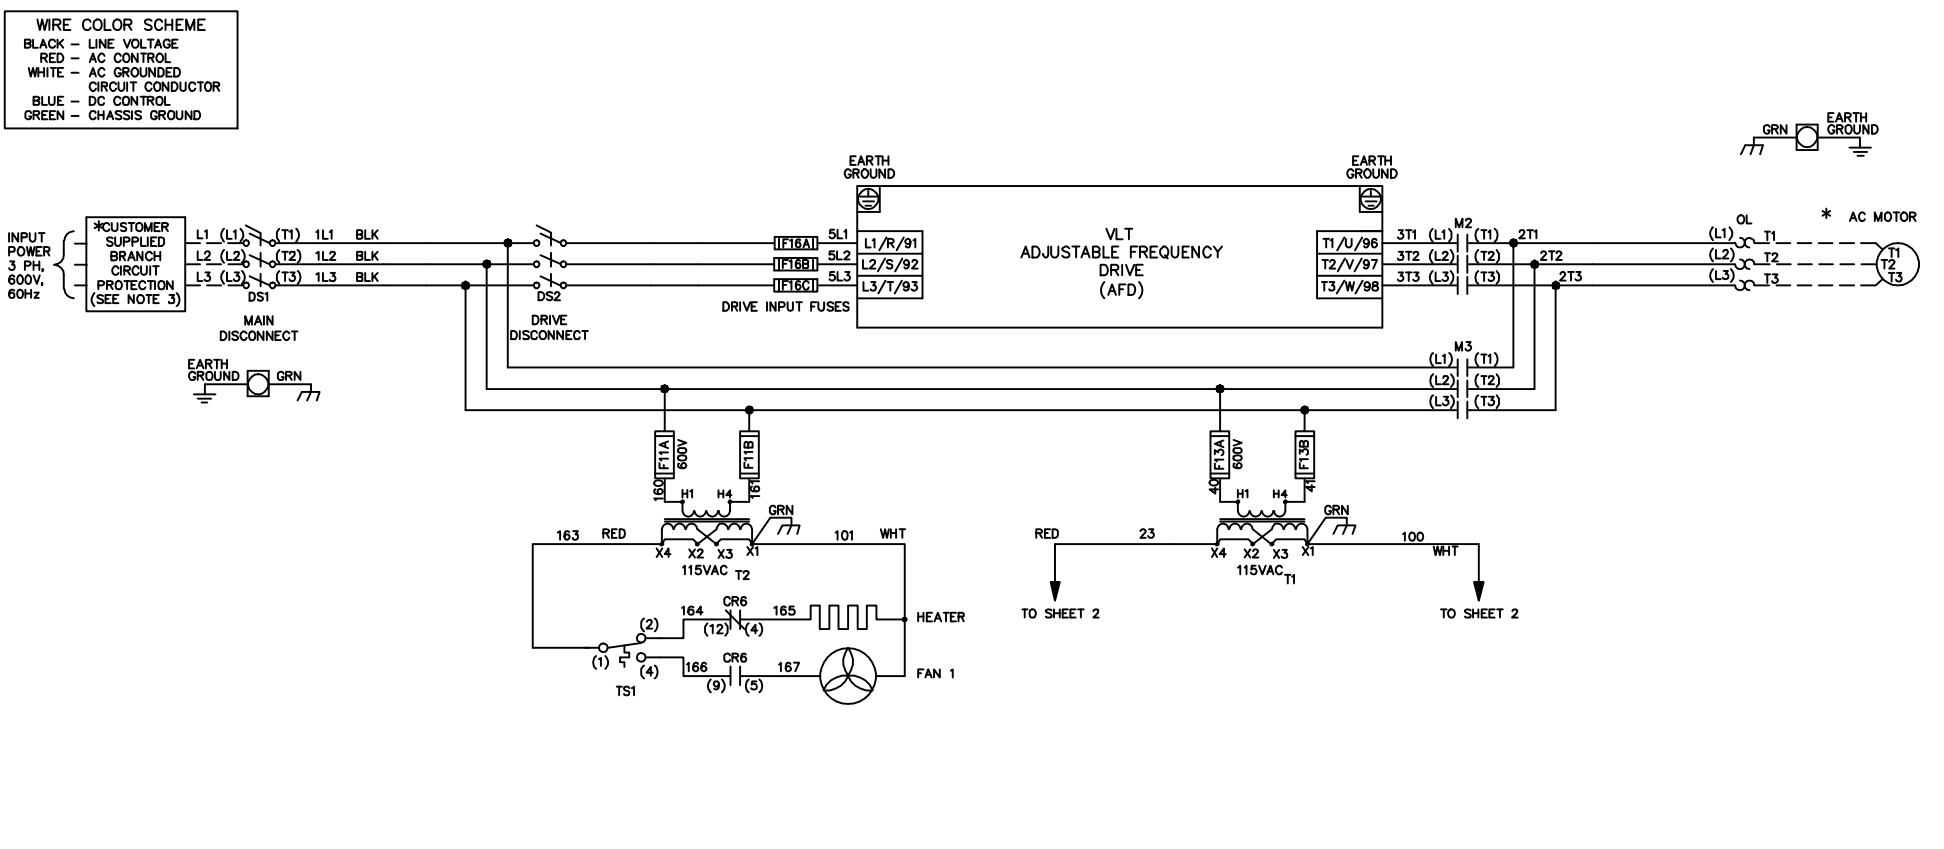 WIRE COLOR SCHEME
BLACK – LINE VOLTAGE
RED – AC CONTROL
WHITE – AC GROUNDED
CIRCUIT CONDUCTOR
BLUE – DC CONTROL
GREEN – CHASSIS GROUND
INPUT
POWER
3 PH,
600V,
60Hz
*CUSTOMER
SUPPLIED
BRANCH
CIRCUIT
PROTECTION
(SEE NOTE 3)
L1 (L1) (T1) 1L1 BLK
L2 (L2) (T2) 1L2 BLK
L3 (L3) (T3) 1L3 BLK
DS1
MAIN
DISCONNECT
EARTH
GROUND
GRN
DS2
DRIVE
DISCONNECT
F16A 5L1
F16B 5L2
F16C 5L3
DRIVE INPUT FUSES
EARTH
GROUND
L1/R/91
L2/S/92
L3/T/93
VLT
ADJUSTABLE FREQUENCY
DRIVE
(AFD)
EARTH
GROUND
T1/U/96
T2/V/97
T3/W/98
M2
3T1 (L1) (T1) 2T1
3T2 (L2) (T2) 2T2
3T3 (L3) (T3) 2T3
M3
(L1) (T1)
(L2) (T2)
(L3) (T3)
GRN
EARTH
GROUND
* AC MOTOR
OL
(L1) T1
(L2) T2
(L3) T3
T1
T2
T3
F11A
600V
F11B
160
161
H1 H4
GRN
163 RED
101 WHT
X4 X2 X3 X1
115VAC T2
CR6
164 165
(12) (4)
HEATER
(1)
(2)
(4)
TS1
CR6
166 167
(9) (5)
FAN 1
F13A
600V
F13B
40
41
H1 H4
GRN
RED 23
100
WHT
X4 X2 X3 X1
115VAC T1
TO SHEET 2
TO SHEET 2